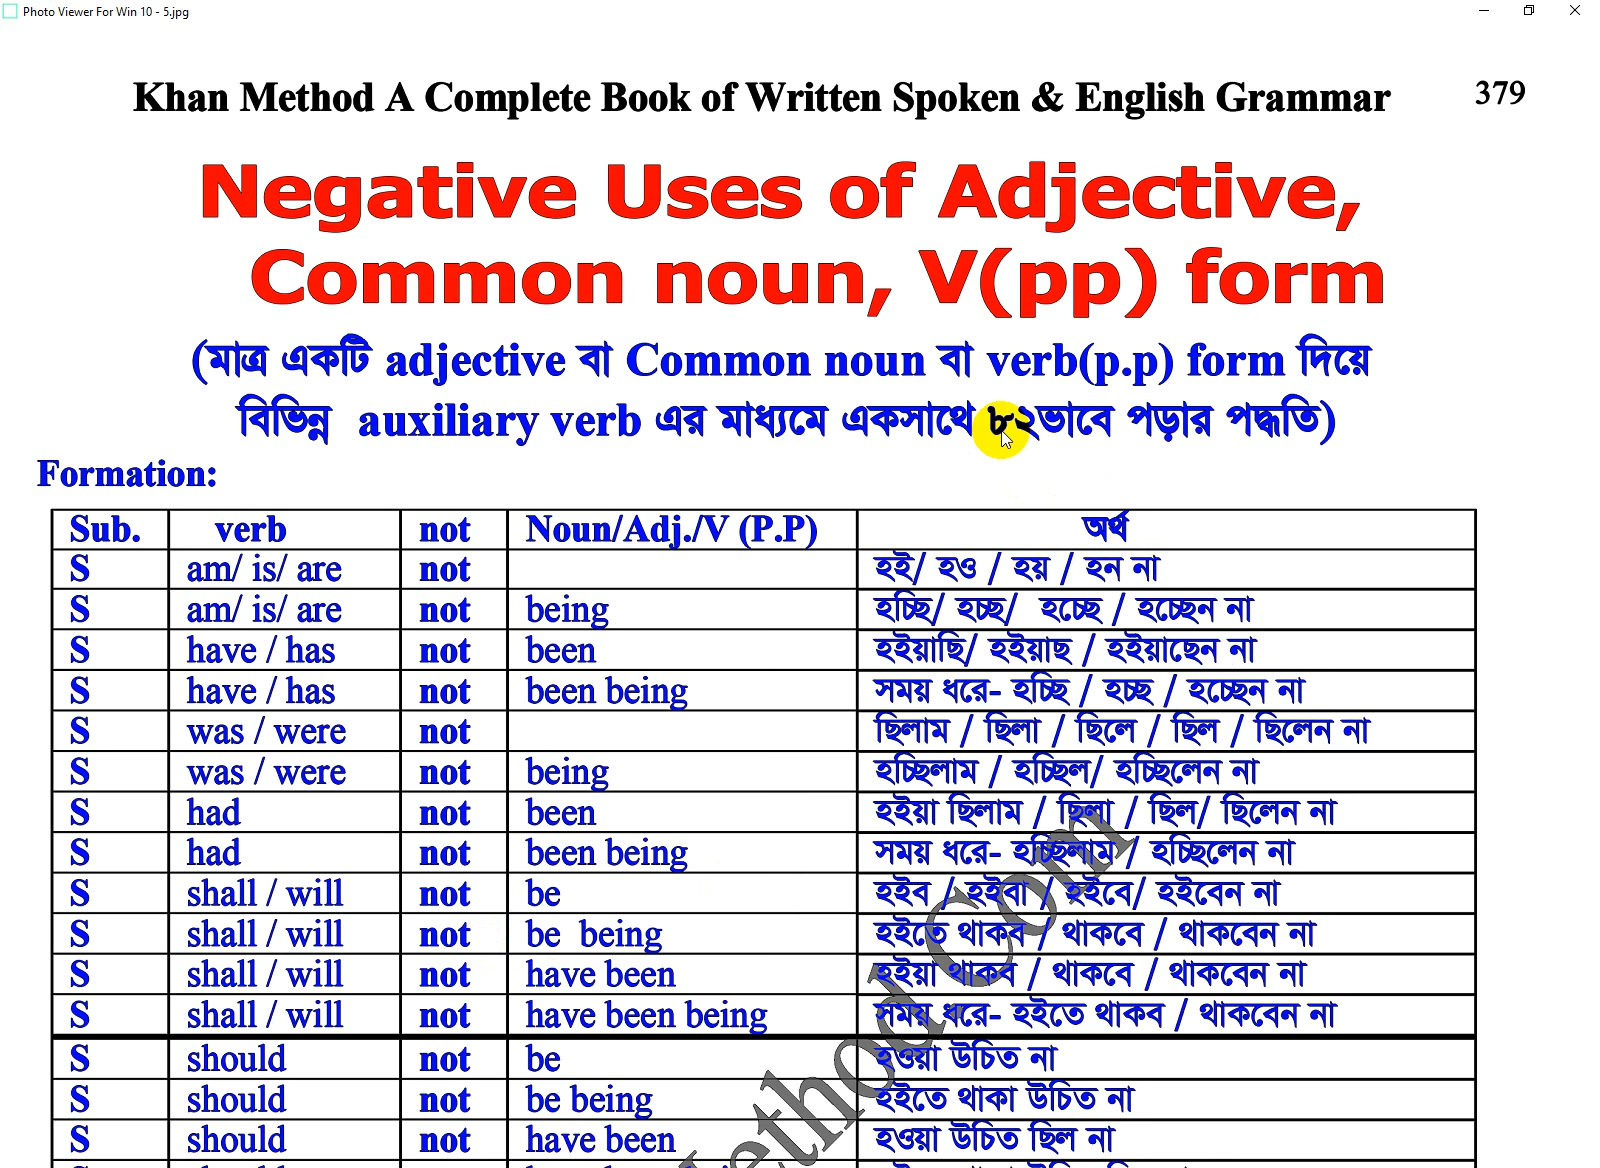 Photo Viewer For Win 10 - 5.jpg
Khan Method A Complete Book of Written Spoken & English Grammar 379
Negative Uses of Adjective,
Common noun, V(pp) form
(মাত্র একটি adjective বা Common noun বা verb(p.p) form দিয়ে
বিভিন্ন auxiliary verb এর মাধ্যমে একসাথে ৮২ভাবে পড়ার পদ্ধতি)
Formation:
Sub. verb not Noun/Adj./V (P.P) অর্থ
S am/ is/ are not হই/ হও / হয় / হন না
S am/ is/ are not being হচ্ছি/ হচ্ছ/ হচ্ছে / হচ্ছেন না
S have / has not been হইয়াছি/ হইয়াছ / হইয়াছেন না
S have / has not been being সময় ধরে- হচ্ছি / হচ্ছ / হচ্ছেন না
S was / were not ছিলাম / ছিলা / ছিলে / ছিল / ছিলেন না
S was / were not being হচ্ছিলাম / হচ্ছিল/ হচ্ছিলেন না
S had not been হইয়া ছিলাম / ছিলা / ছিল/ ছিলেন না
S had not been being সময় ধরে- হচ্ছিলাম / হচ্ছিলেন না
S shall / will not be হইব / হইবা / হইবে/ হইবেন না
S shall / will not be being হইতে থাকব / থাকবে / থাকবেন না
S shall / will not have been হইয়া থাকব / থাকবে / থাকবেন না
S shall / will not have been being সময় ধরে- হইতে থাকব / থাকবেন না
S should not be হওয়া উচিত না
S should not be being হইতে থাকা উচিত না
S should not have been হওয়া উচিত ছিল না